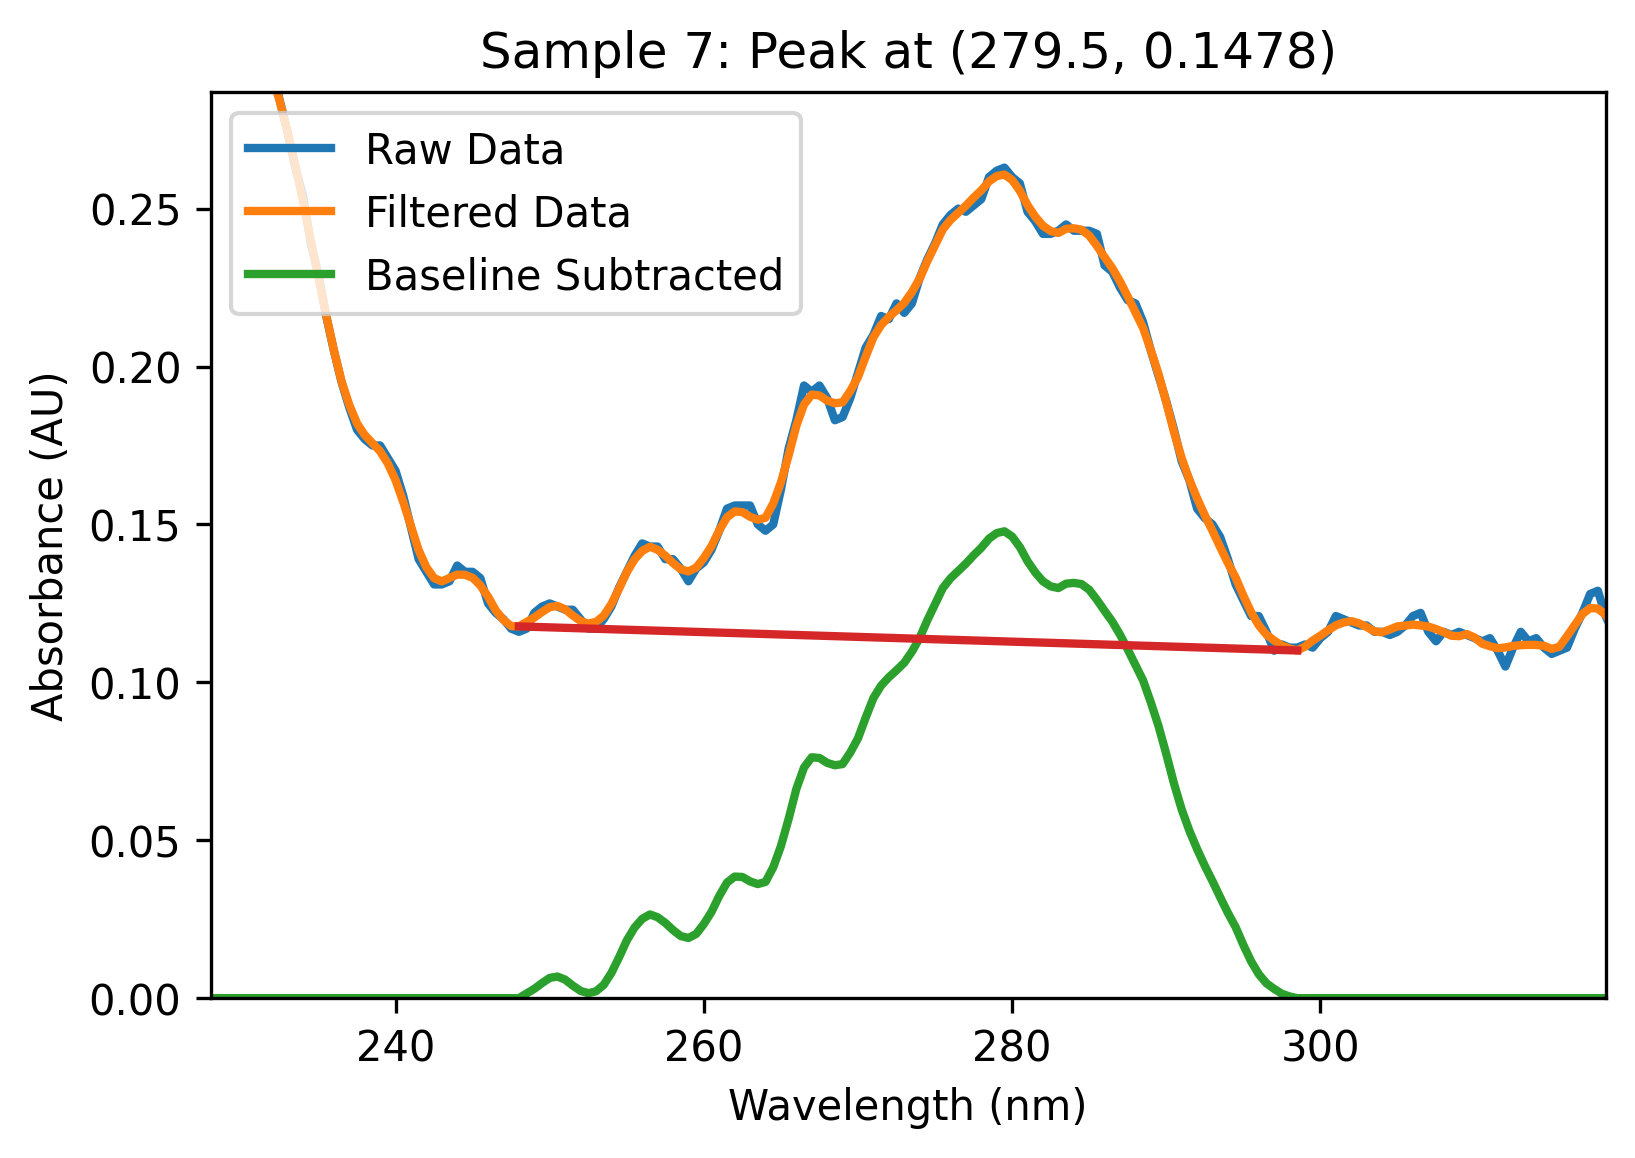 Sample 7: Peak at (279.5, 0.1478)
Raw Data
Filtered Data
Baseline Subtracted
Absorbance (AU)
0.25
0.20
0.15
0.10
0.05
0.00
240 260 280 300
Wavelength (nm)